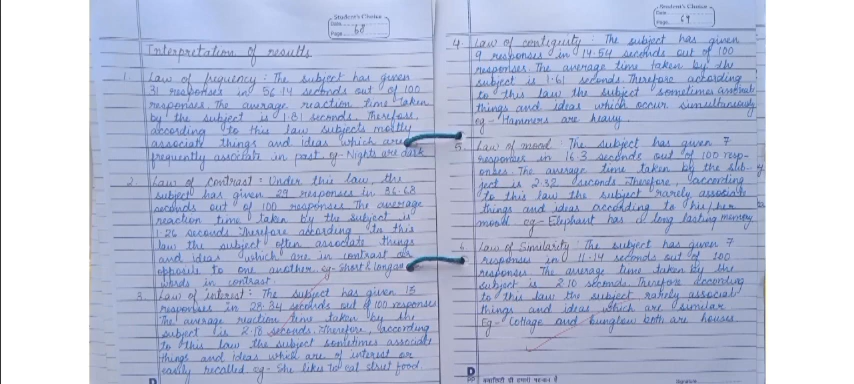 Student's Choice
Date
Page 68
Interpretation of results
1. Law of frequency : The subject has given
31 responses in 56.14 seconds out of 100
responses. The average reaction time taken
by the subject is 1.81 seconds. Therefore,
according to this law subjects mostly
associate things and ideas which are
frequently associate in past. eg - Nights are dark
2. Law of Contrast : Under this law the
subject has given 29 responses in 36.68
seconds out of 100 responses. The average
reaction time taken by the subject is
1.26 seconds. Therefore according to this
law the subject often associate things
and ideas which are in contrast or
opposite to one another. eg - Short & long are
words in contrast.
3. Law of interest : The subject has given 13
responses in 28.34 seconds out of 100 responses
The average reaction time taken by the
subject is 2.18 seconds. Therefore, according
to this law the subject sometimes associate
things and ideas which are of interest or
easily recalled. eg - She likes to eat street food.
Student's Choice
Date
Page 69
4. Law of contiguity : The subject has given
9 responses in 14.54 seconds out of 100
responses. The average time taken by the
subject is 1.61 seconds. Therefore according
to this law the subject sometimes associate
things and ideas which occur simultaneously
eg - Hammers are heavy.
5. Law of mood : The subject has given 7
responses in 16.3 seconds out of 100 resp-
onses. The average time taken by the sub-
ject is 2.32 seconds. Therefore according
to this law the subject rarely associate
things and ideas according to his/her
mood. eg - Elephant has a long lasting memory
6. Law of Similarity : The subject has given 7
responses in 11.14 seconds out of 100
responses. The average time taken by the
subject is 2.10 seconds. Therefore according
to this law the subject rarely associate
things and ideas which are similar
Eg - Cottage and bunglow both are houses.